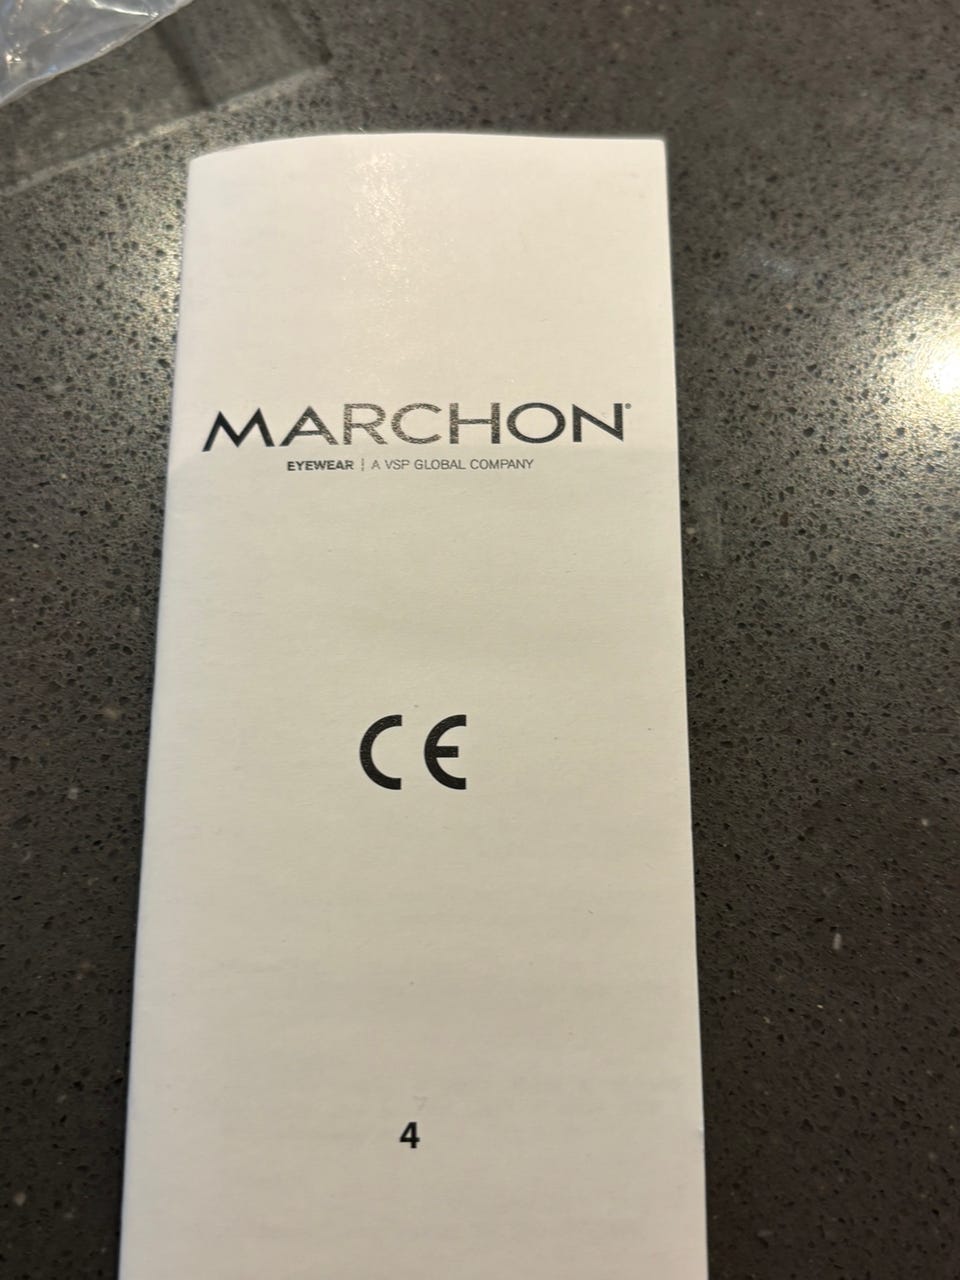 MARCHON®
EYEWEAR | A VSP GLOBAL COMPANY
CE
4